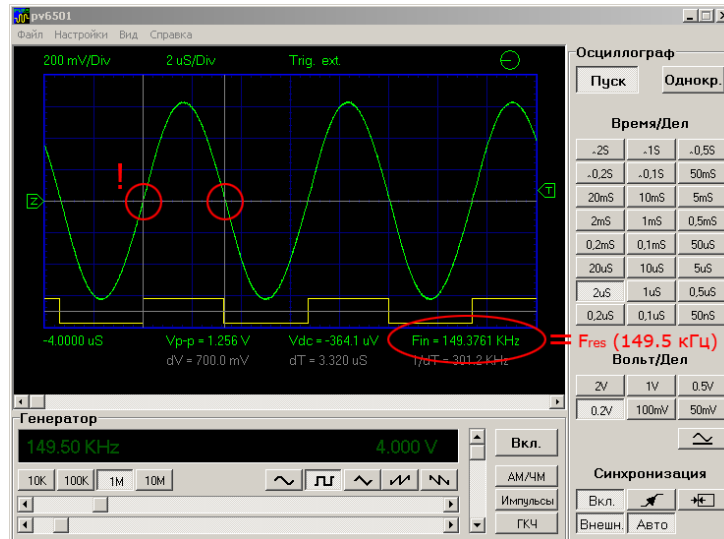 pv6501
Файл Настройки Вид Справка
200 mV/Div 2 uS/Div Trig. ext.
!
Z
T
-4.0000 uS Vp-p = 1.256 V Vdc = -364.1 uV Fin = 149.3761 KHz
dV = 700.0 mV dT = 3.320 uS 1/dT = 301.2 KHz
= Fres (149.5 кГц)
Генератор
149.50 KHz 4.000 V
10K 100K 1M 10M
Вкл.
АМ/ЧМ
Импульсы
ГКЧ
Осциллограф
Пуск Однокр.
Время/Дел
-2S -1S -0,5S
-0,2S -0,1S 50mS
20mS 10mS 5mS
2mS 1mS 0,5mS
0,2mS 0,1mS 50uS
20uS 10uS 5uS
2uS 1uS 0,5uS
0,2uS 0,1uS 50nS
Вольт/Дел
2V 1V 0.5V
0.2V 100mV 50mV
Синхронизация
Вкл.
Внешн. Авто